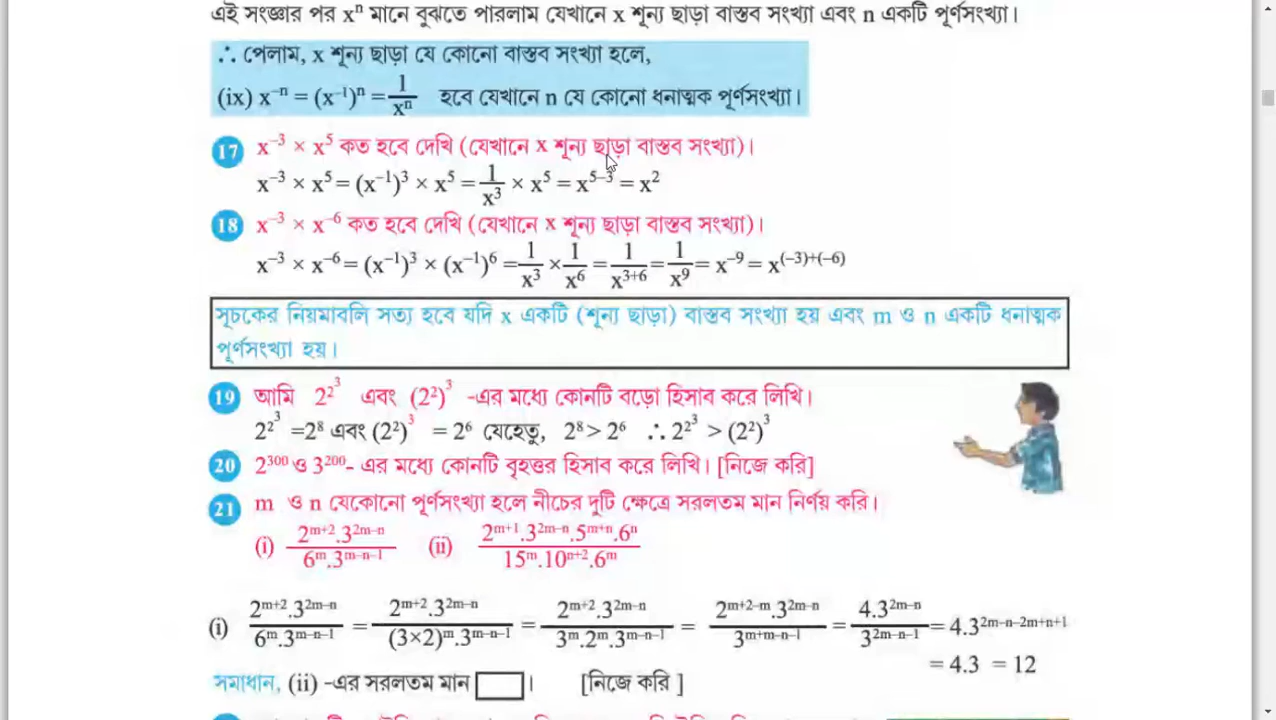 এই সংজ্ঞার পর xⁿ মানে বুঝতে পারলাম যেখানে x শূন্য ছাড়া বাস্তব সংখ্যা এবং n একটি পূর্ণসংখ্যা।
∴ পেলাম, x শূন্য ছাড়া যে কোনো বাস্তব সংখ্যা হলে,
(ix) x⁻ⁿ = (x⁻¹)ⁿ = 1/xⁿ হবে যেখানে n যে কোনো ধনাত্মক পূর্ণসংখ্যা।
17 x⁻³ × x⁵ কত হবে দেখি (যেখানে x শূন্য ছাড়া বাস্তব সংখ্যা)।
x⁻³ × x⁵ = (x⁻¹)³ × x⁵ = 1/x³ × x⁵ = x⁵⁻³ = x²
18 x⁻³ × x⁻⁶ কত হবে দেখি (যেখানে x শূন্য ছাড়া বাস্তব সংখ্যা)।
x⁻³ × x⁻⁶ = (x⁻¹)³ × (x⁻¹)⁶ = 1/x³ × 1/x⁶ = 1/x³⁺⁶ = 1/x⁹ = x⁻⁹ = x^(–3)+(–6)
সূচকের নিয়মাবলি সত্য হবে যদি x একটি (শূন্য ছাড়া) বাস্তব সংখ্যা হয় এবং m ও n একটি ধনাত্মক
পূর্ণসংখ্যা হয়।
19 আমি 2^2^3 এবং (2²)³ -এর মধ্যে কোনটি বড়ো হিসাব করে লিখি।
2^2^3 =2⁸ এবং (2²)³ = 2⁶ যেহেতু, 2⁸ > 2⁶ ∴ 2^2^3 > (2²)³
20 2³⁰⁰ ও 3²⁰⁰- এর মধ্যে কোনটি বৃহত্তর হিসাব করে লিখি। [নিজে করি]
21 m ও n যেকোনো পূর্ণসংখ্যা হলে নীচের দুটি ক্ষেত্রে সরলতম মান নির্ণয় করি।
(i) (2^m+2 . 3^2m–n)/(6^m . 3^m–n–1) (ii) (2^m+1 . 3^2m–n . 5^m+n . 6^n)/(15^m . 10^n+2 . 6^m)
(i) (2^m+2 . 3^2m–n)/(6^m . 3^m–n–1) = (2^m+2 . 3^2m–n)/((3×2)^m . 3^m–n–1) = (2^m+2 . 3^2m–n)/(3^m . 2^m . 3^m–n–1) = (2^m+2–m . 3^2m–n)/(3^m+m–n–1) = (4.3^2m–n)/(3^2m–n–1) = 4.3^2m–n–2m+n+1
= 4.3 = 12
সমাধান, (ii) -এর সরলতম মান । [নিজে করি ]